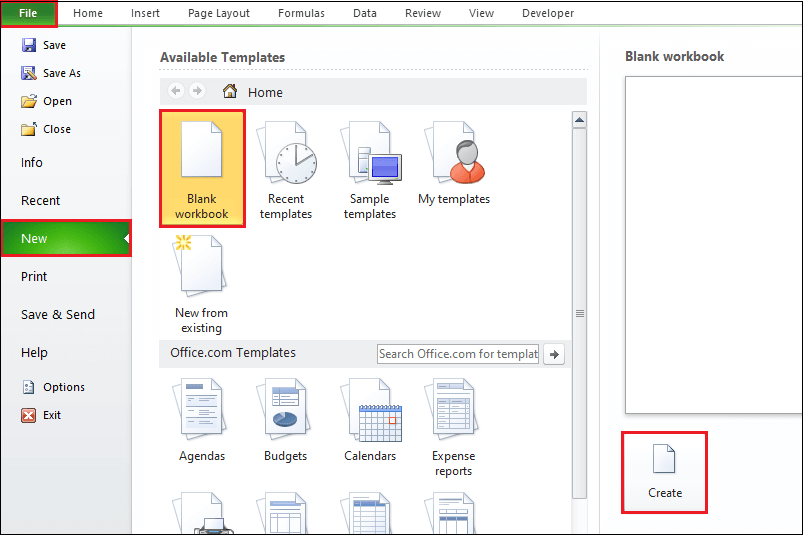 File Home Insert Page Layout Formulas Data Review View Developer
Save
Save As
Open
Close
Info
Recent
New
Print
Save & Send
Help
Options
Exit
Available Templates
Home
Blank
workbook
Recent
templates
Sample
templates
My templates
New from
existing
Office.com Templates
Search Office.com for templat
Agendas
Budgets
Calendars
Expense
reports
Blank workbook
Create